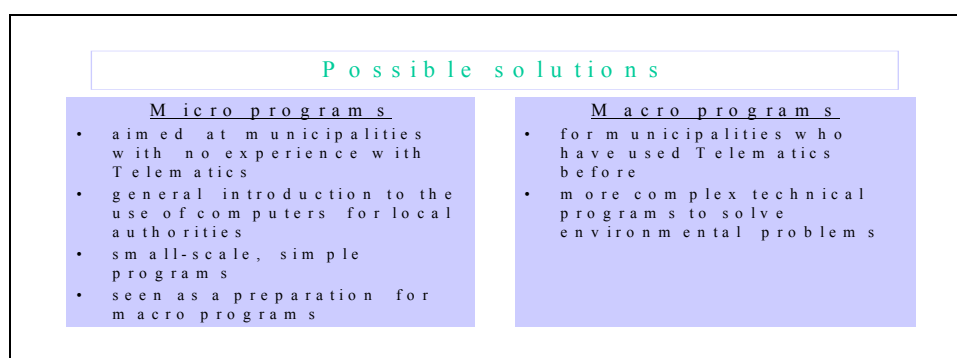 Possible solutions
Micro programs
• aimed at municipalities
with no experience with
Telematics
• general introduction to the
use of computers for local
authorities
• small-scale, simple
programs
• seen as a preparation for
macro programs
Macro programs
• for municipalities who
have used Telematics
before
• more complex technical
programs to solve
environmental problems